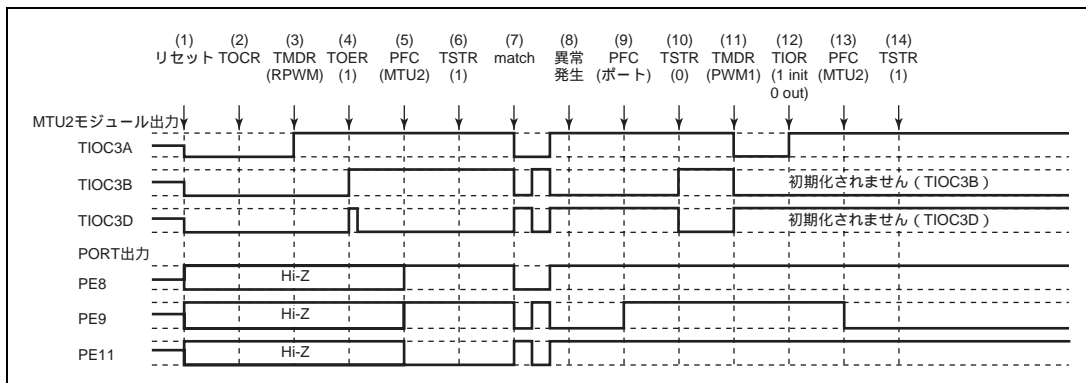 (1) (2) (3) (4) (5) (6) (7) (8) (9) (10) (11) (12) (13) (14)
リセット TOCR TMDR TOER PFC TSTR match 異常 PFC TSTR TMDR TIOR PFC TSTR
(RPWM) (1) (MTU2) (1) 発生 (ポート) (0) (PWM1) (1 init (MTU2) (1)
0 out)
MTU2モジュール出力
TIOC3A
TIOC3B 初期化されません(TIOC3B)
TIOC3D 初期化されません(TIOC3D)
PORT出力
PE8 Hi-Z
PE9 Hi-Z
PE11 Hi-Z